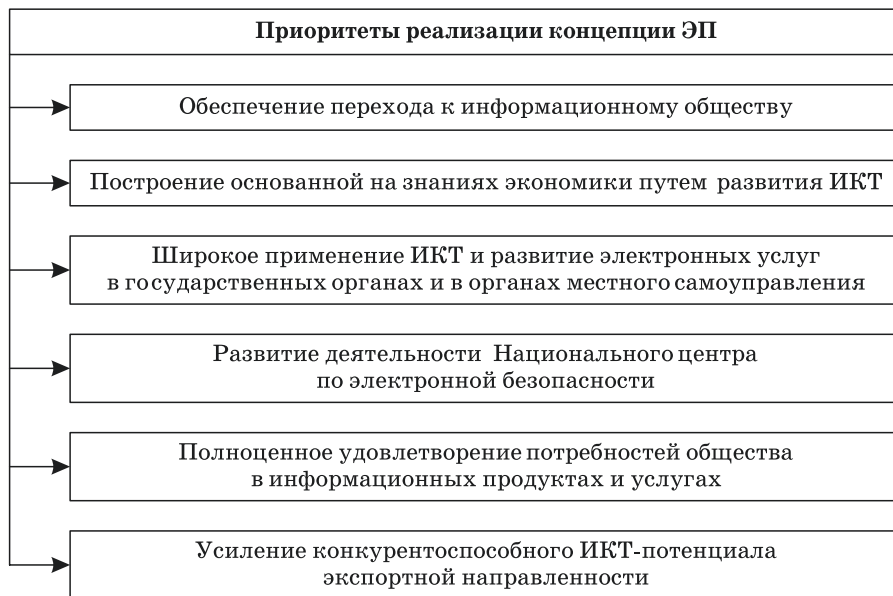 Приоритеты реализации концепции ЭП
Обеспечение перехода к информационному обществу
Построение основанной на знаниях экономики путем развития ИКТ
Широкое применение ИКТ и развитие электронных услуг
в государственных органах и в органах местного самоуправления
Развитие деятельности Национального центра
по электронной безопасности
Полноценное удовлетворение потребностей общества
в информационных продуктах и услугах
Усиление конкурентоспособного ИКТ-потенциала
экспортной направленности